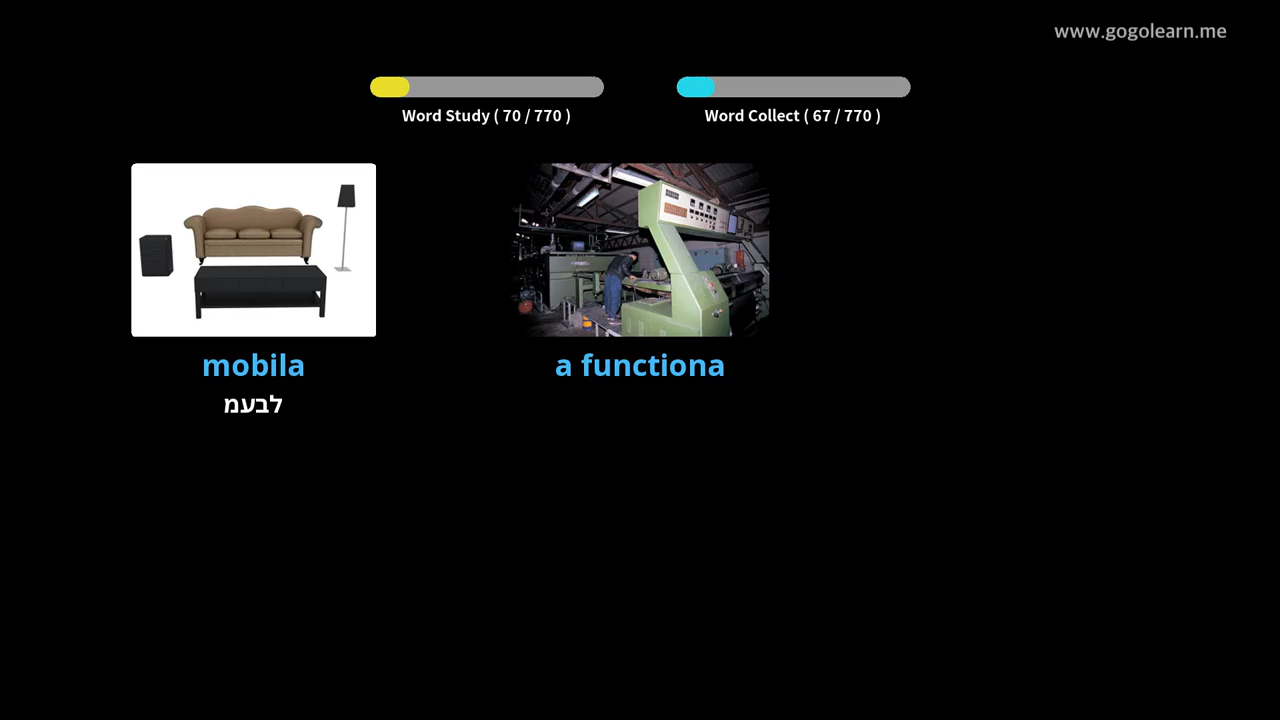 www.gogolearn.me
Word Study ( 70 / 770 )
Word Collect ( 67 / 770 )
mobila
לבעמ
a functiona